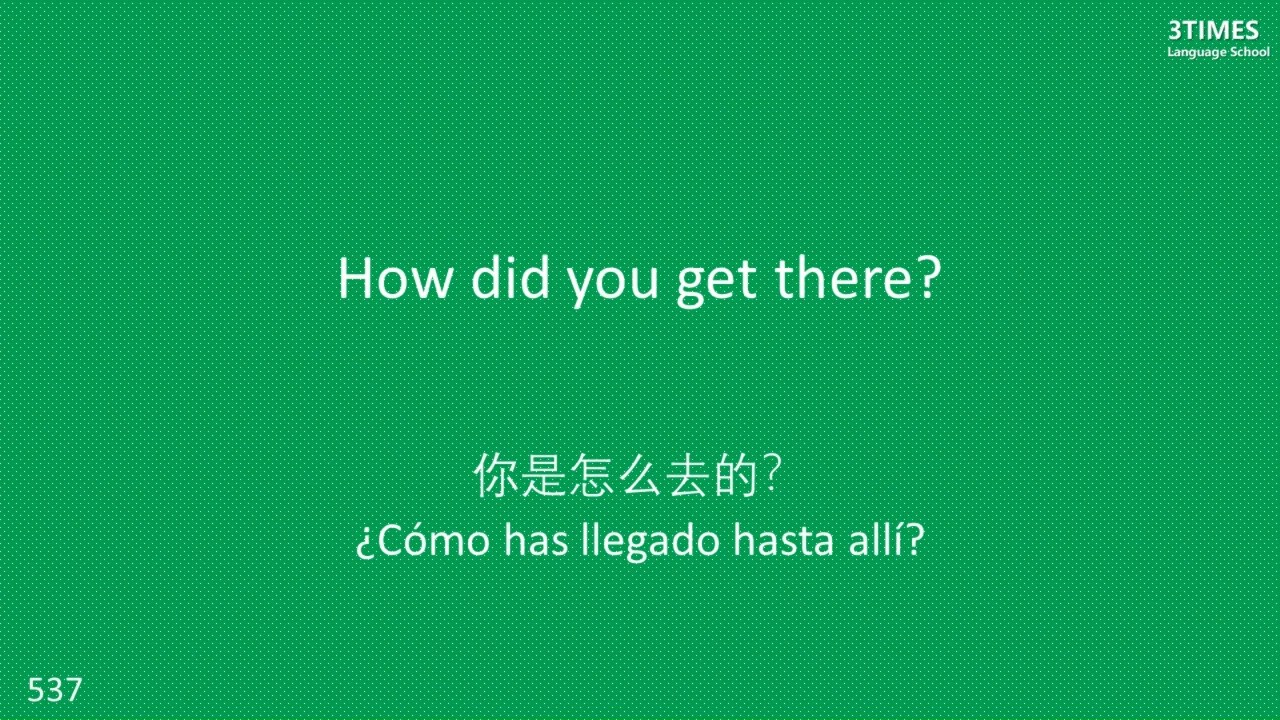 3TIMES
Language School
How did you get there?
你是怎么去的？
¿Cómo has llegado hasta allí?
537